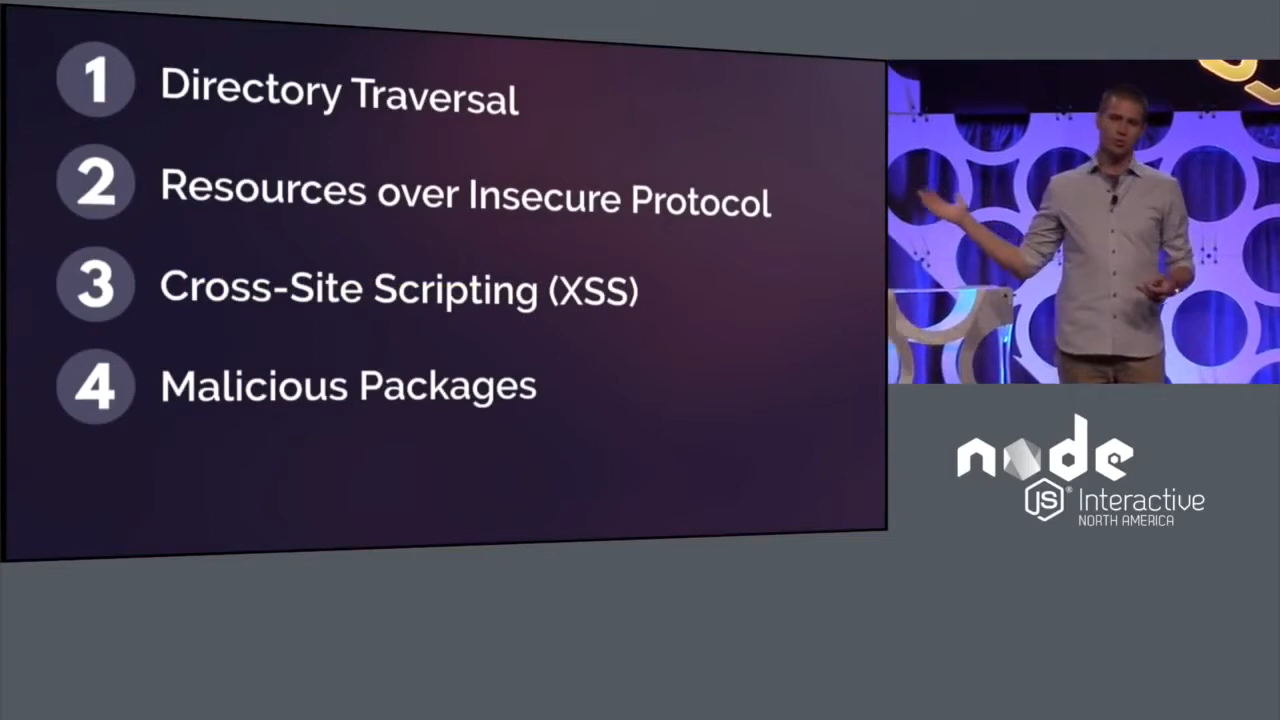 1 Directory Traversal
2 Resources over Insecure Protocol
3 Cross-Site Scripting (XSS)
4 Malicious Packages
node
JS® Interactive
NORTH AMERICA